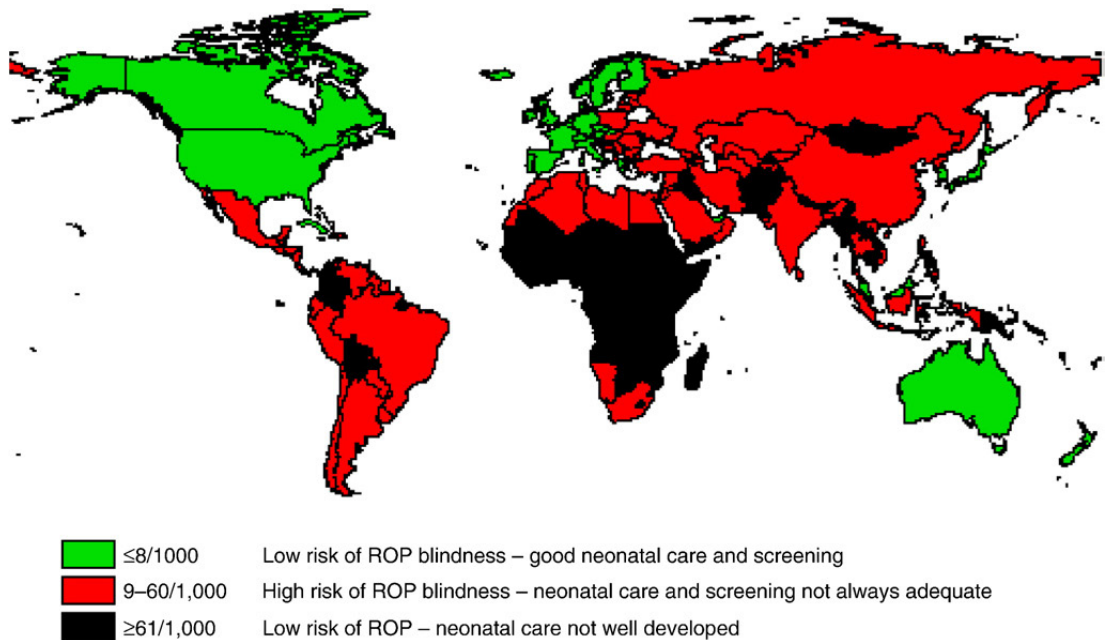 ≤8/1000 Low risk of ROP blindness – good neonatal care and screening
9–60/1,000 High risk of ROP blindness – neonatal care and screening not always adequate
≥61/1,000 Low risk of ROP – neonatal care not well developed